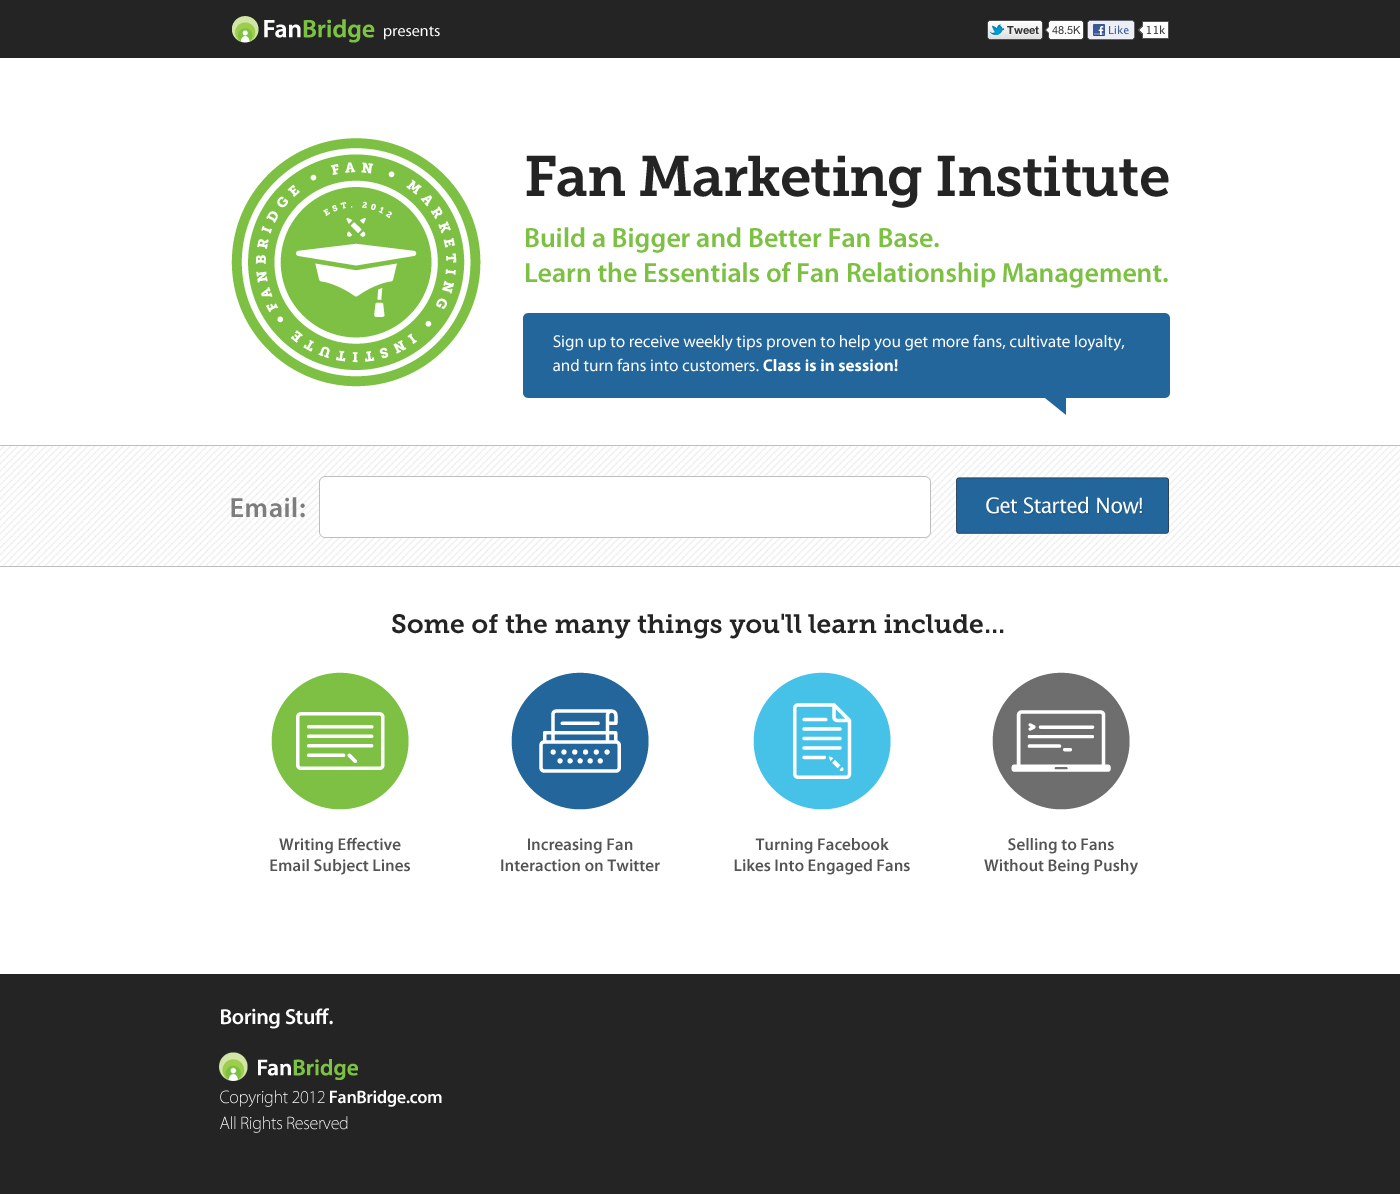 FanBridge presents
Tweet 48.5K Like 11k
FANBRIDGE • FAN • MARKETING • INSTITUTE •
EST. 2012
Fan Marketing Institute
Build a Bigger and Better Fan Base.
Learn the Essentials of Fan Relationship Management.
Sign up to receive weekly tips proven to help you get more fans, cultivate loyalty,
and turn fans into customers. Class is in session!
Email:
Get Started Now!
Some of the many things you'll learn include...
Writing Effective
Email Subject Lines
Increasing Fan
Interaction on Twitter
Turning Facebook
Likes Into Engaged Fans
Selling to Fans
Without Being Pushy
Boring Stuff.
FanBridge
Copyright 2012 FanBridge.com
All Rights Reserved